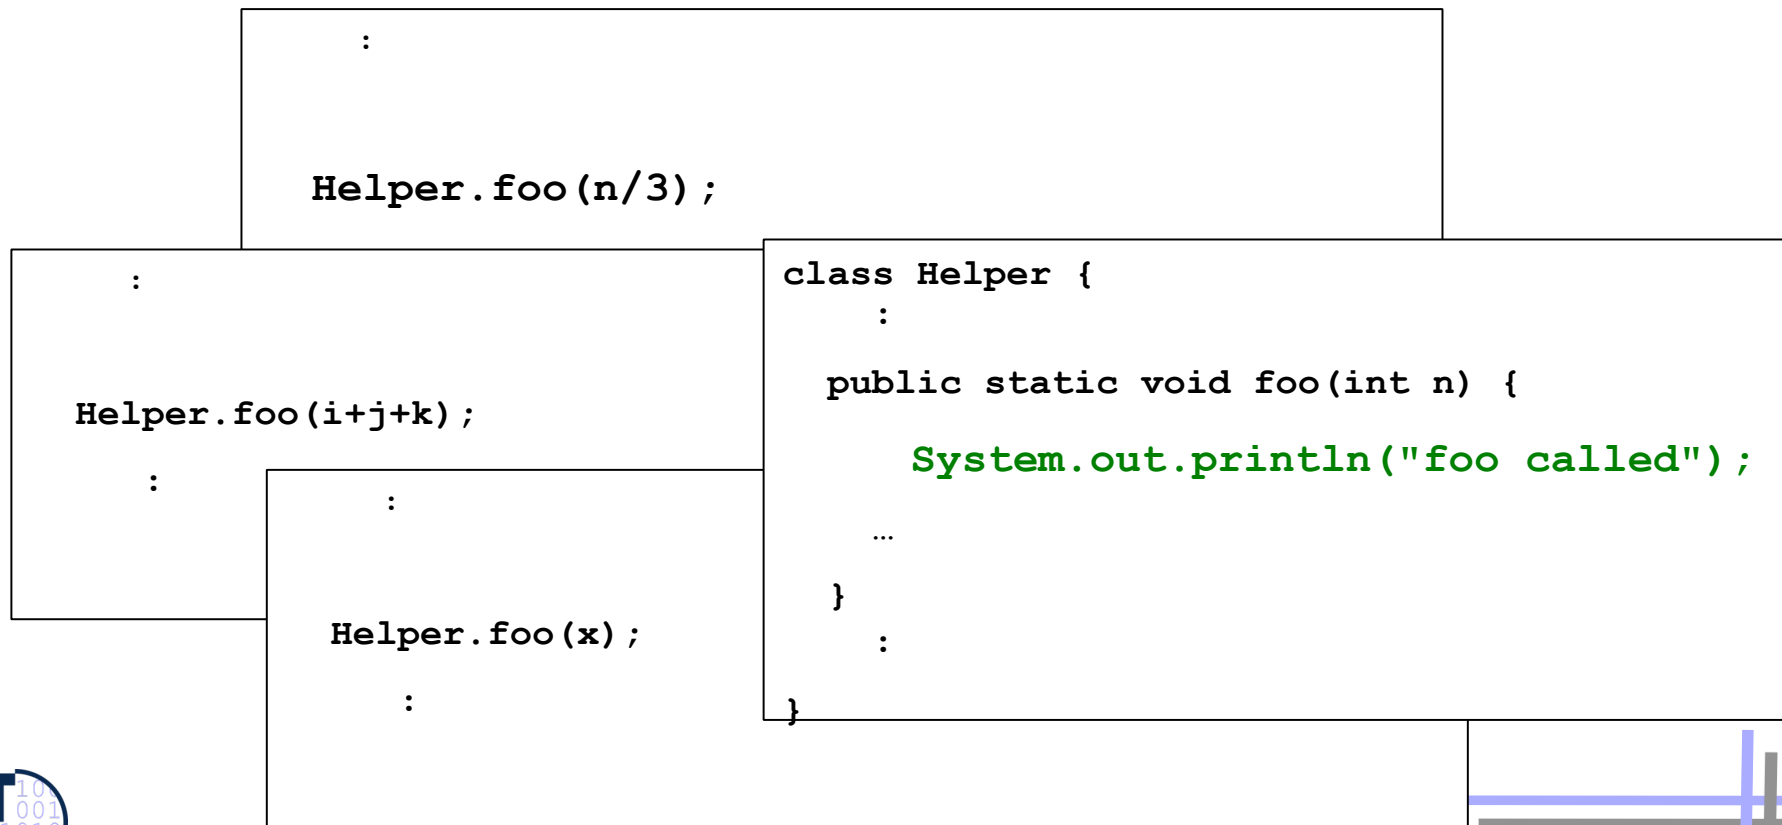 :
Helper.foo(n/3);
:
Helper.foo(i+j+k);
:
:
Helper.foo(x);
:
class Helper {
:
public static void foo(int n) {
System.out.println("foo called");
…
}
:
}